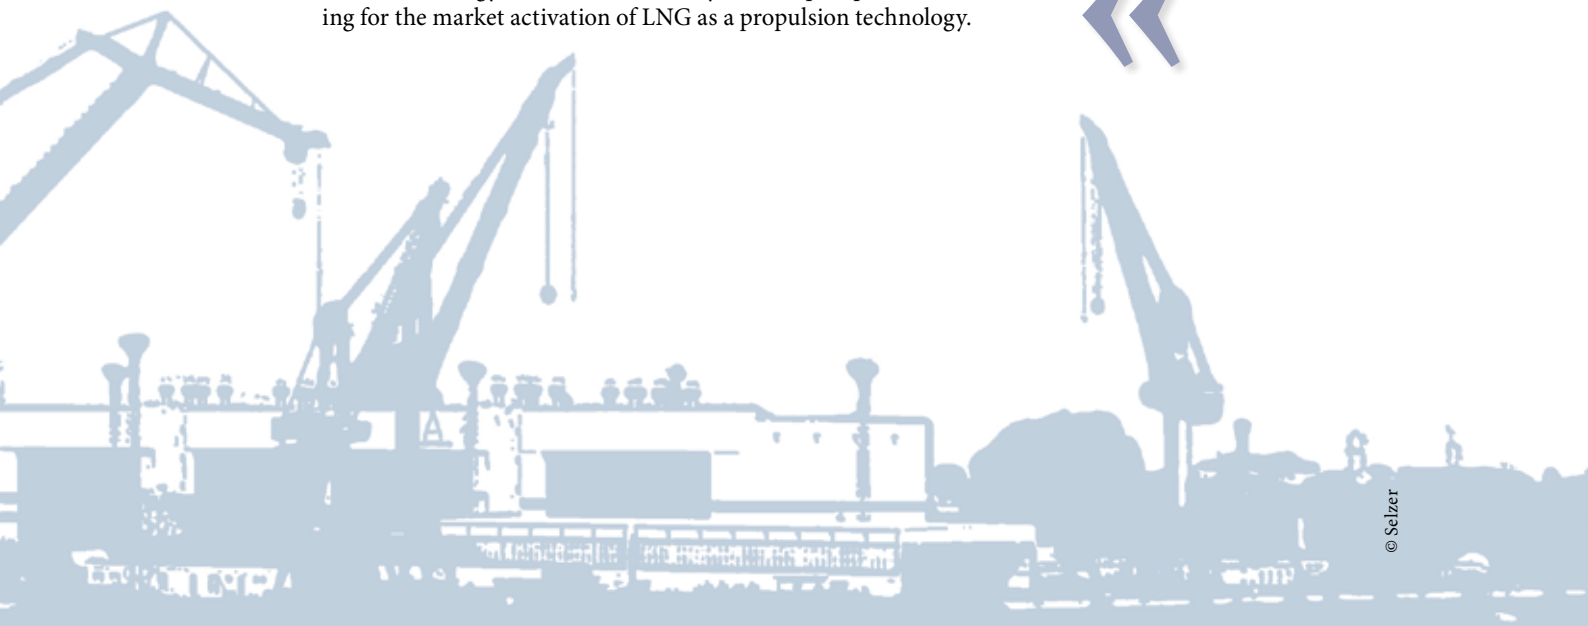 ing for the market activation of LNG as a propulsion technology.
«
© Selzer